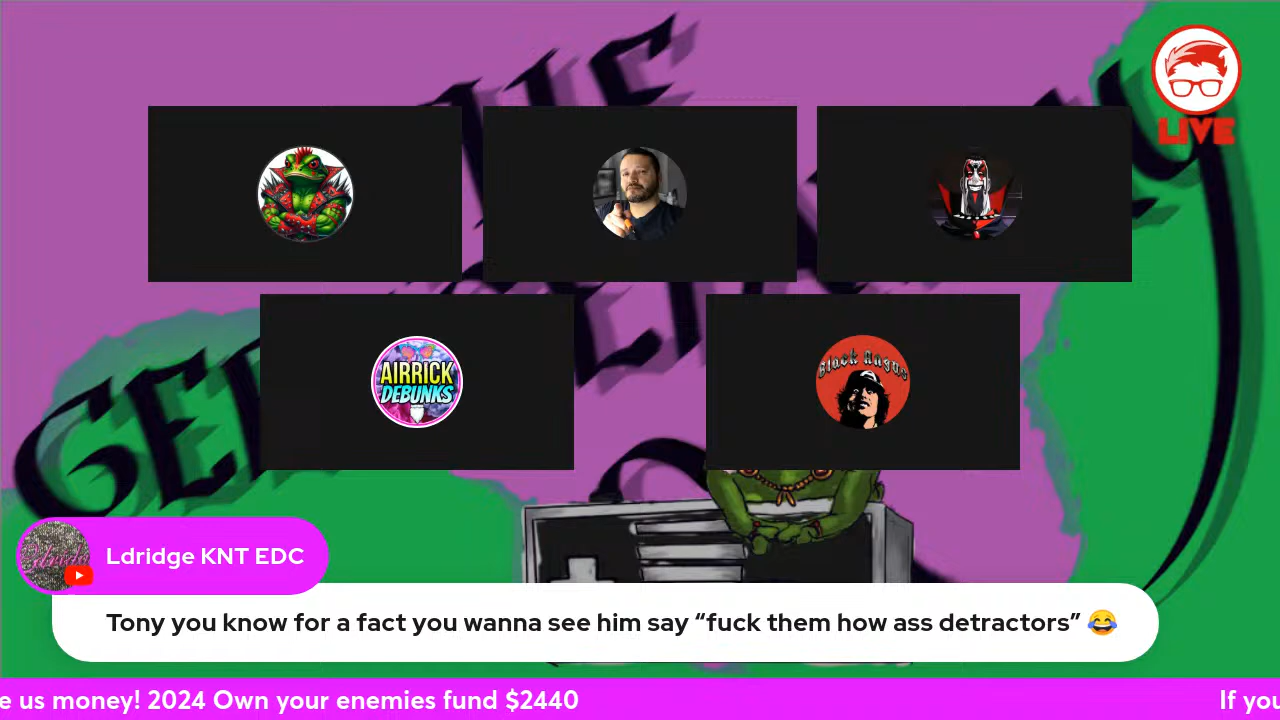 LIVE
AIRRICK
DEBUNKS
Black Angus
Ldridge KNT EDC
Tony you know for a fact you wanna see him say “fuck them how ass detractors” 😂
e us money! 2024 Own your enemies fund $2440
If you